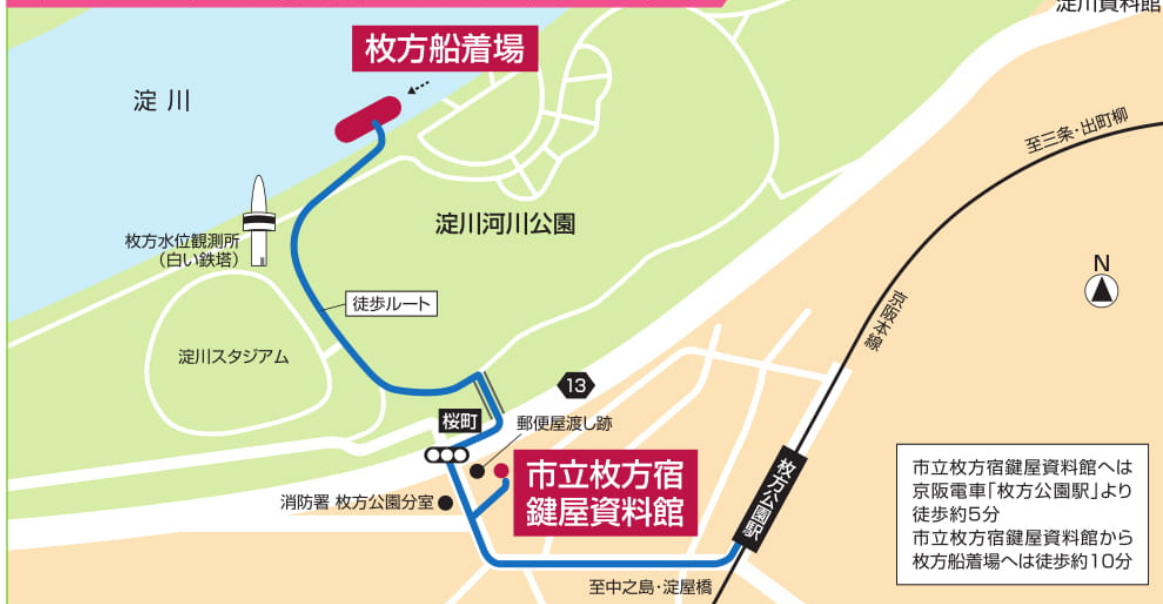 淀川資料館
枚方船着場
淀川
至三条・出町柳
淀川河川公園
枚方水位観測所
（白い鉄塔）
N
徒歩ルート
京阪本線
淀川スタジアム
13
桜町
郵便屋渡し跡
市立枚方宿
鍵屋資料館
枚方公園駅
消防署 枚方公園分室
市立枚方宿鍵屋資料館へは
京阪電車「枚方公園駅」より
徒歩約5分
市立枚方宿鍵屋資料館から
枚方船着場へは徒歩約10分
至中之島・淀屋橋